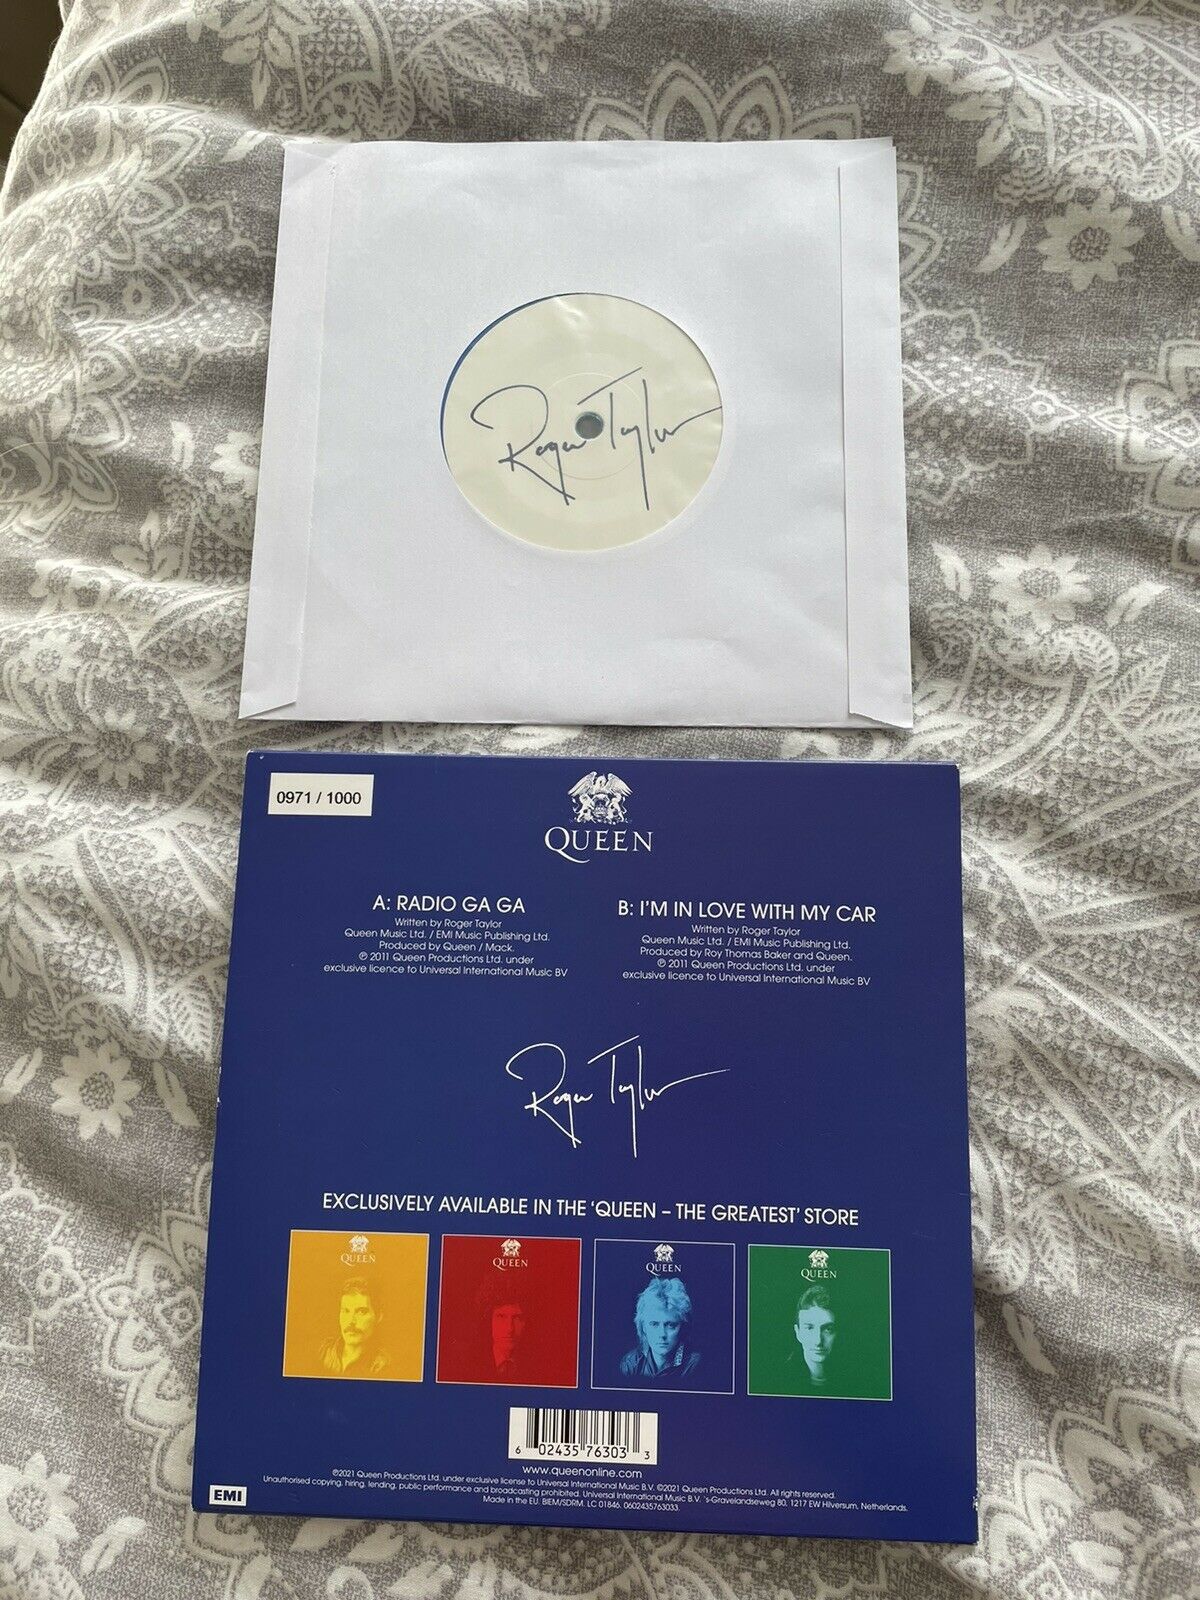 Roger Taylor
0971 / 1000
QUEEN
A: RADIO GA GA
Written by Roger Taylor
Queen Music Ltd. / EMI Music Publishing Ltd.
Produced by Queen / Mack.
℗ 2011 Queen Productions Ltd. under
exclusive licence to Universal International Music BV
B: I'M IN LOVE WITH MY CAR
Written by Roger Taylor
Queen Music Ltd. / EMI Music Publishing Ltd.
Produced by Roy Thomas Baker and Queen.
℗ 2011 Queen Productions Ltd. under
exclusive licence to Universal International Music BV
Roger Taylor
EXCLUSIVELY AVAILABLE IN THE 'QUEEN – THE GREATEST' STORE
QUEEN
QUEEN
QUEEN
QUEEN
6 02435 76303 3
www.queenonline.com
℗2021 Queen Productions Ltd. under exclusive license to Universal International Music B.V. ©2021 Queen Productions Ltd. All rights reserved.
Unauthorised copying, hiring, lending, public performance and broadcasting prohibited. Universal International Music B.V. 's-Gravelandseweg 80, 1217 EW Hilversum, Netherlands.
Made in the EU. BIEM/SDRM. LC 01846. 0602435763033.
EMI